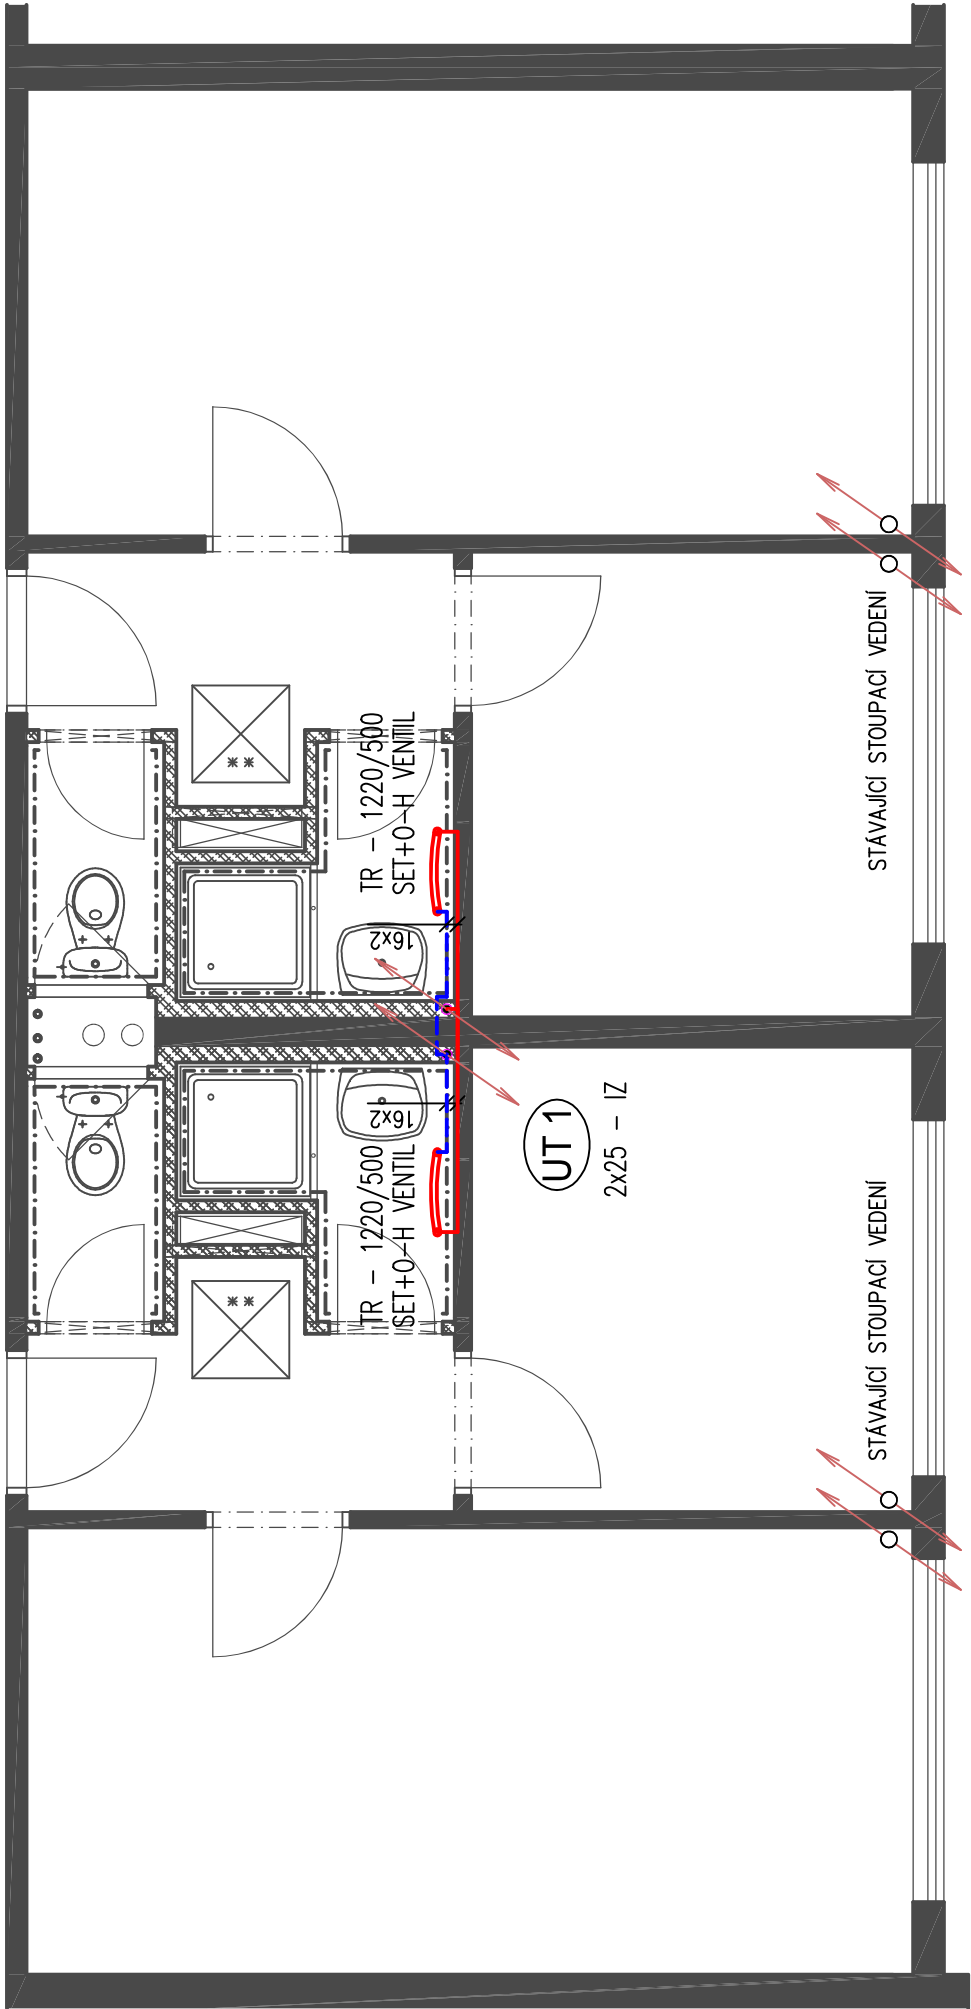 TR - 1220/500
SET+O-H VENTIL
16x2
STÁVAJÍCÍ STOUPACÍ VEDENÍ
16x2
TR - 1220/500
SET+O-H VENTIL
UT 1
2x25 - IZ
STÁVAJÍCÍ STOUPACÍ VEDENÍ